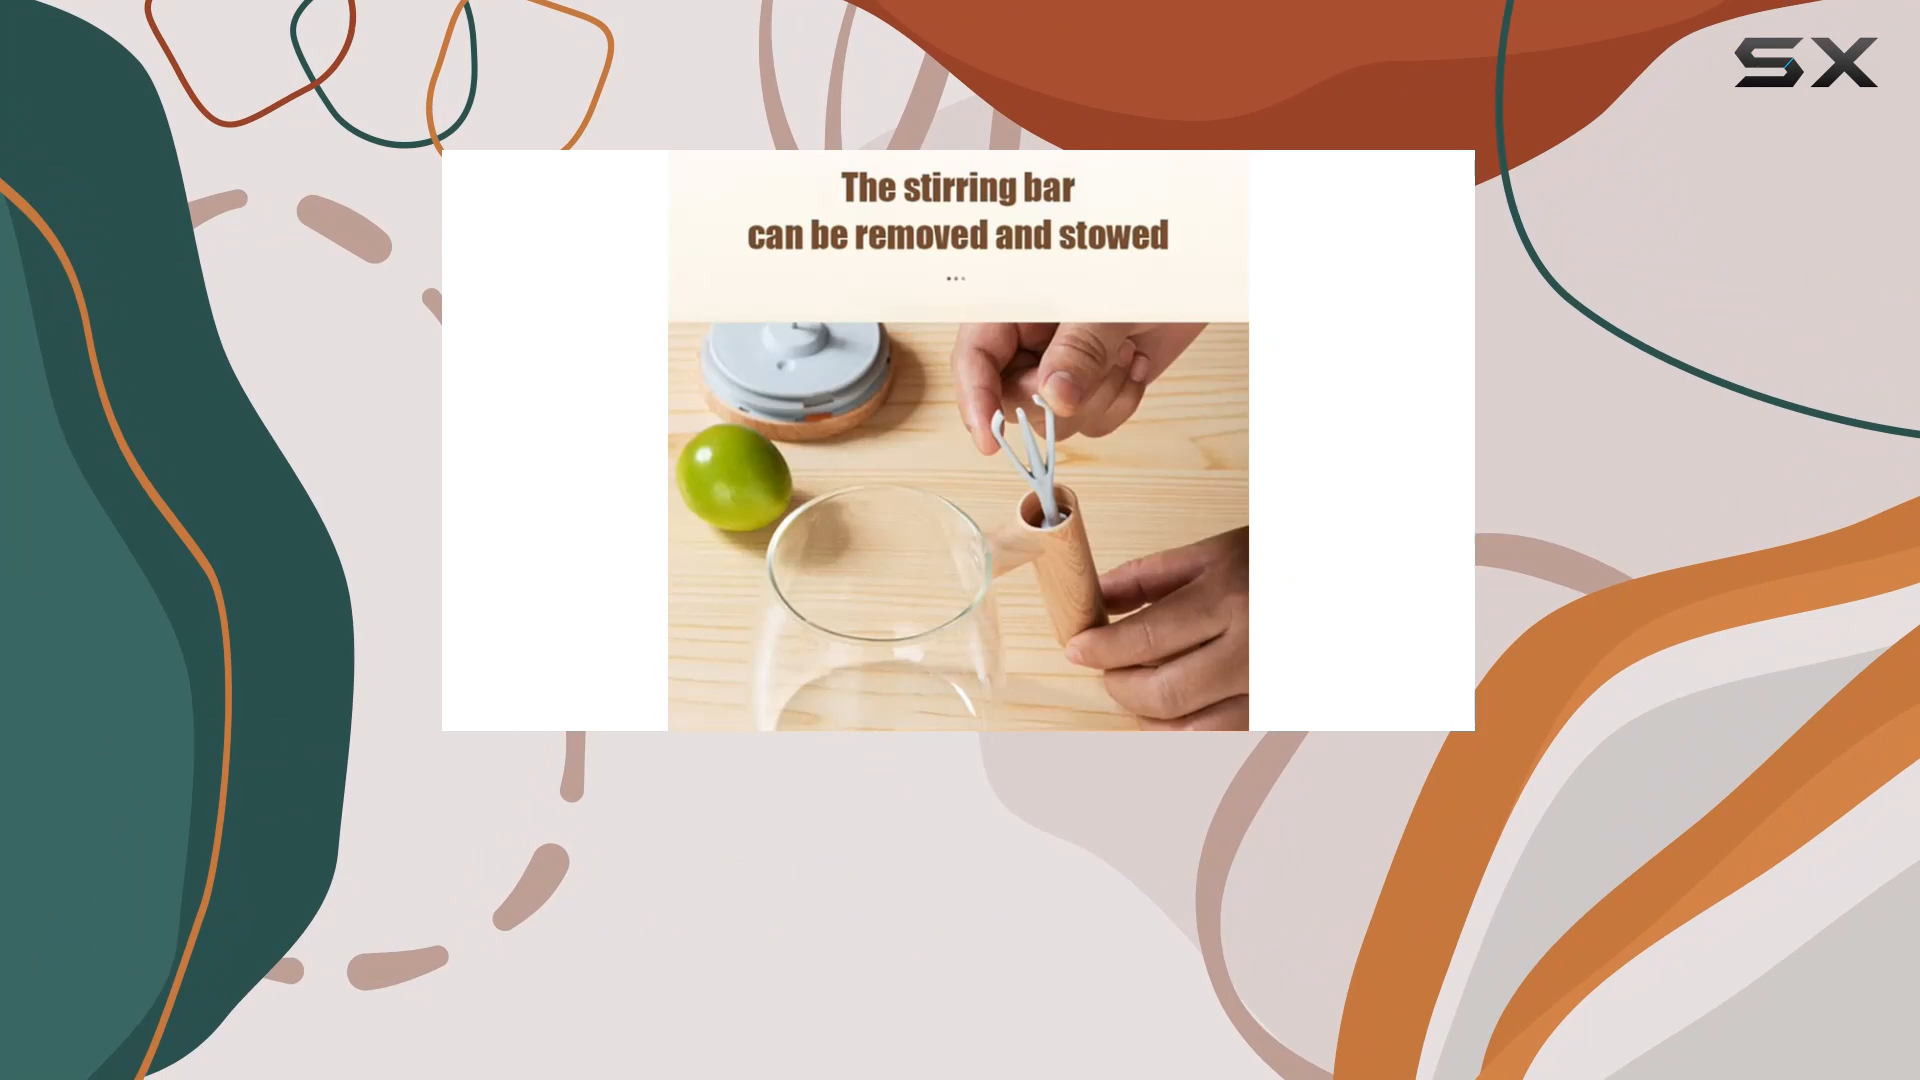 SX
The stirring bar
can be removed and stowed
...